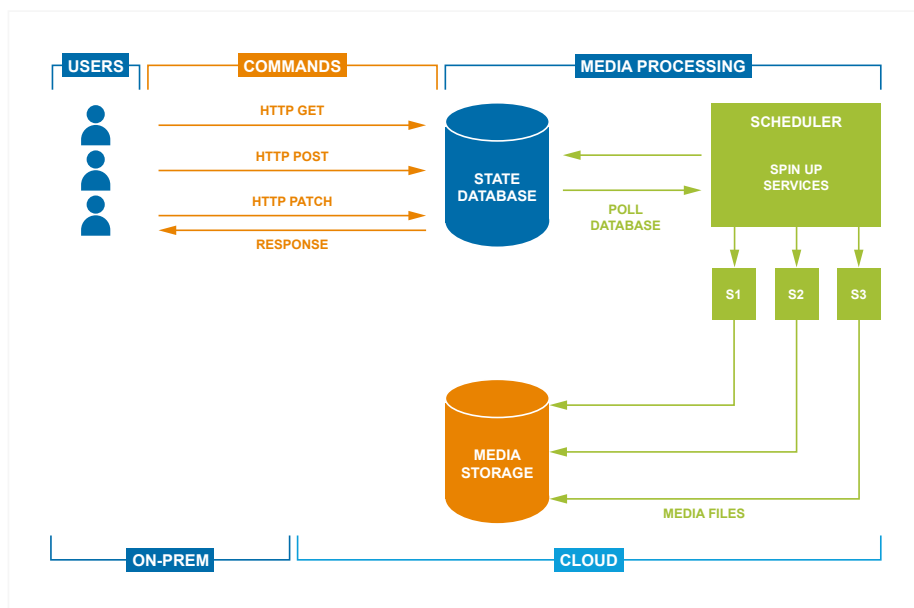 USERS
COMMANDS
MEDIA PROCESSING
HTTP GET
HTTP POST
HTTP PATCH
RESPONSE
STATE
DATABASE
POLL
DATABASE
SCHEDULER
SPIN UP
SERVICES
S1
S2
S3
MEDIA
STORAGE
MEDIA FILES
ON-PREM
CLOUD